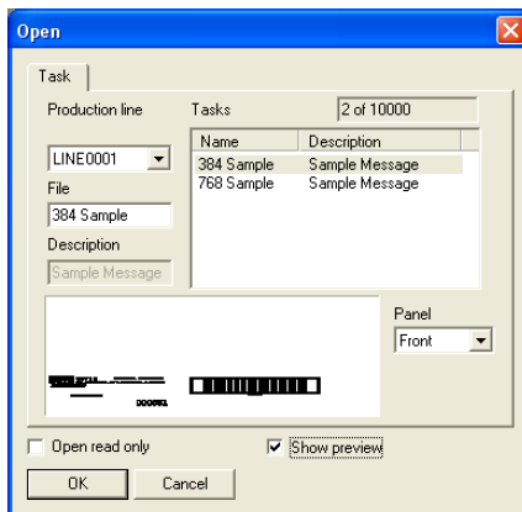 Open
Task
Production line
Tasks
2 of 10000
LINE0001
Name
Description
384 Sample
Sample Message
768 Sample
Sample Message
File
384 Sample
Description
Sample Message
Panel
Front
Open read only
Show preview
OK
Cancel